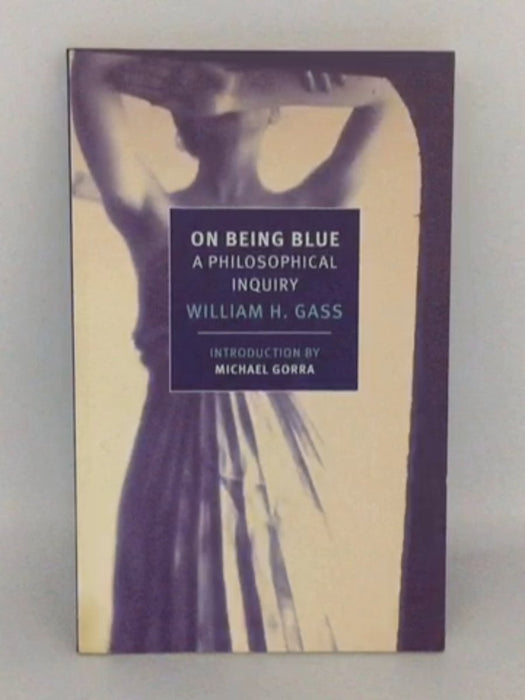 ON BEING BLUE
A PHILOSOPHICAL
INQUIRY
WILLIAM H. GASS
INTRODUCTION BY
MICHAEL GORRA